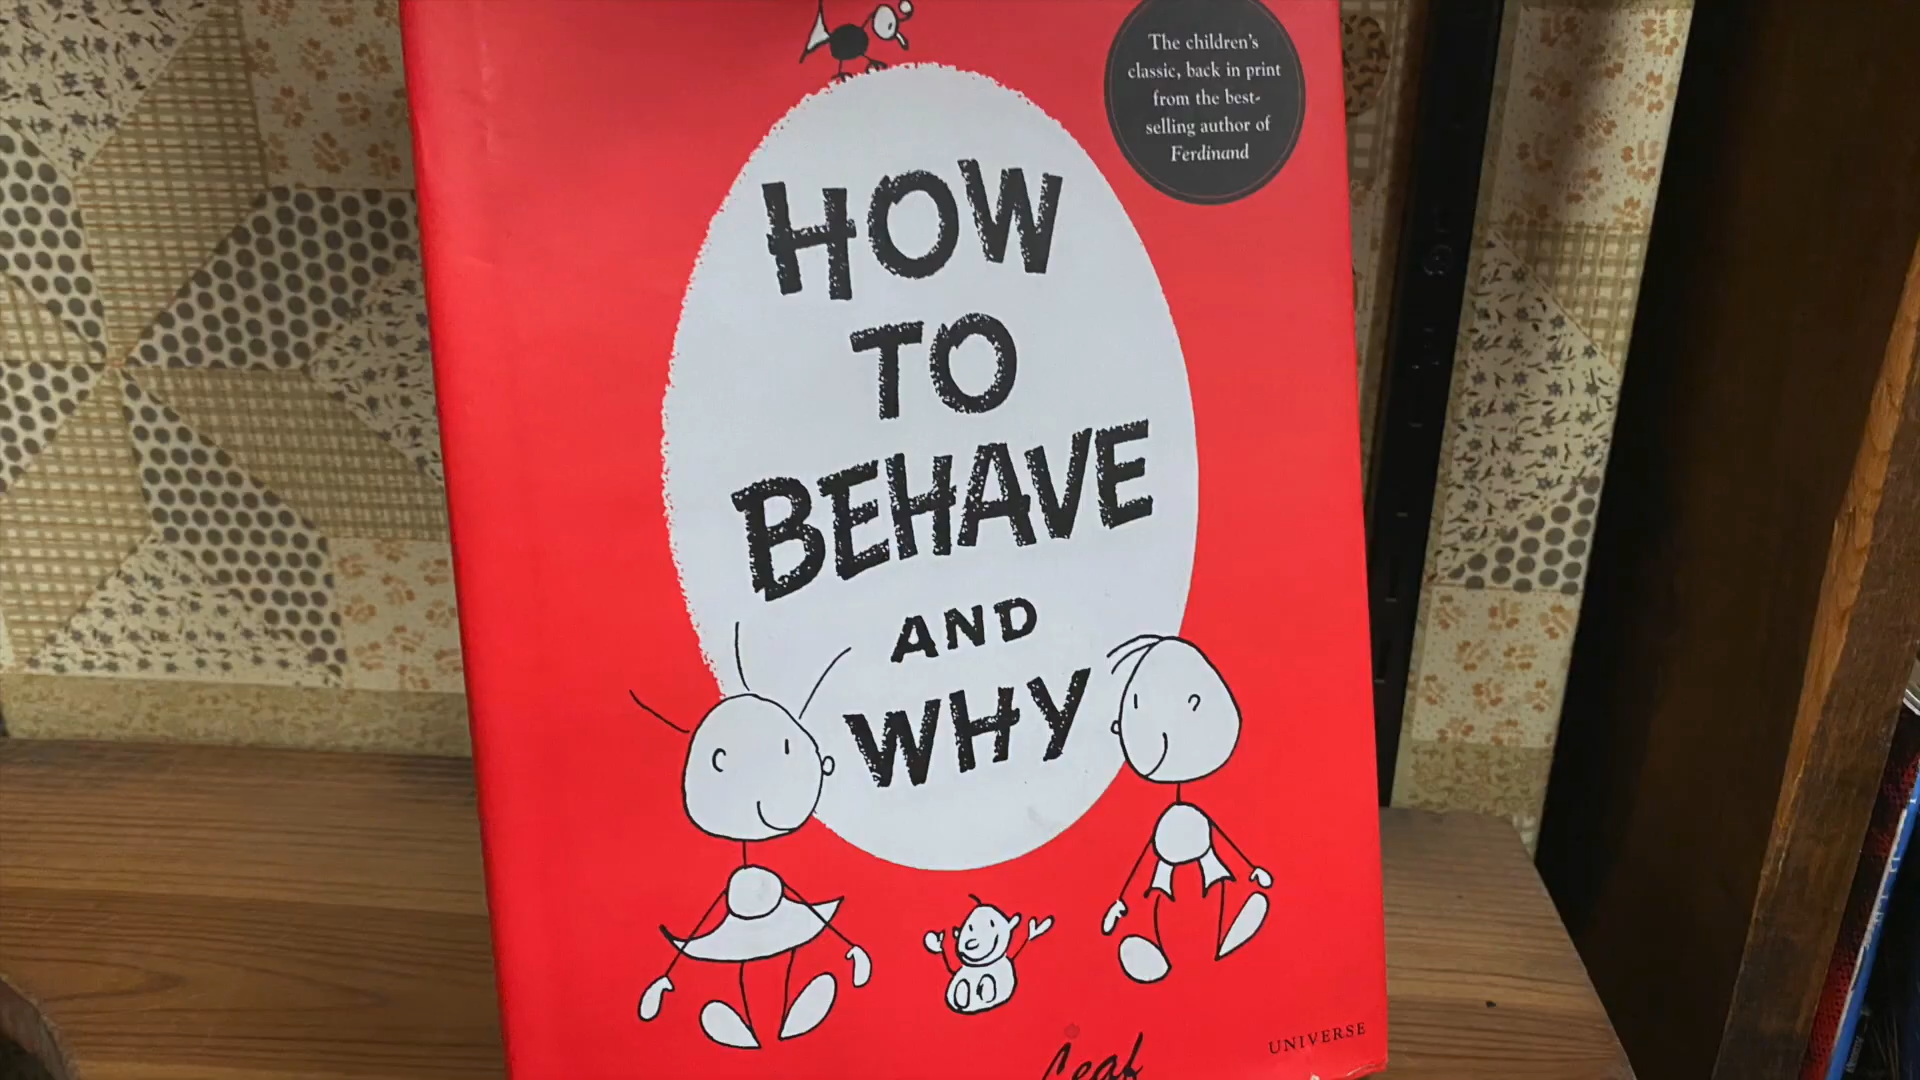 The children's
classic, back in print
from the best-
selling author of
Ferdinand
HOW
TO
BEHAVE
AND
WHY
Leaf
UNIVERSE